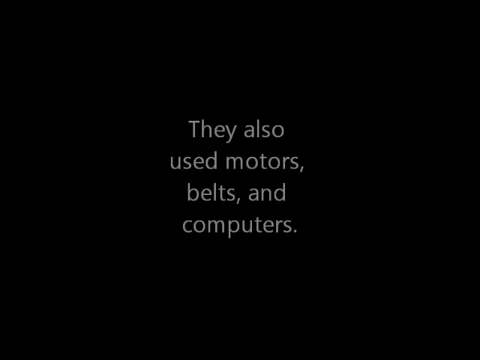 They also
used motors,
belts, and
computers.